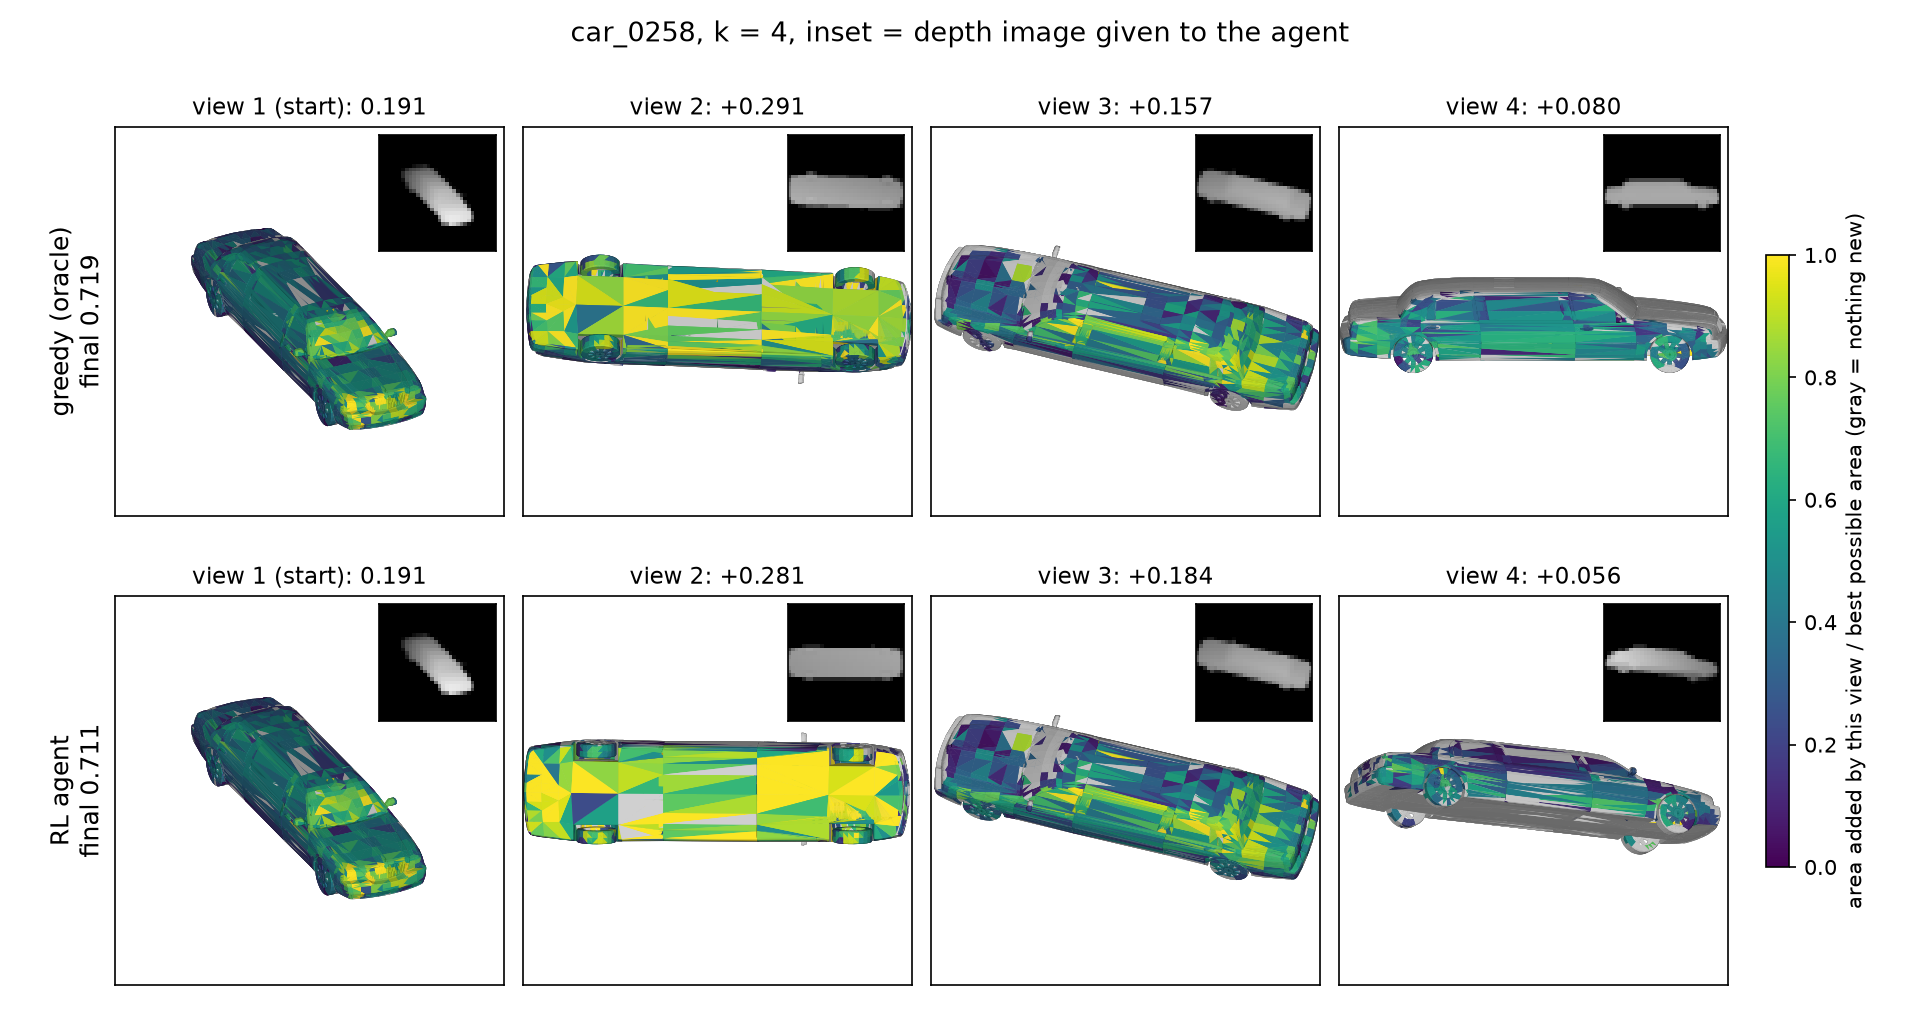 car_0258, k = 4, inset = depth image given to the agent
view 1 (start): 0.191
view 2: +0.291
view 3: +0.157
view 4: +0.080
greedy (oracle)
final 0.719
view 1 (start): 0.191
view 2: +0.281
view 3: +0.184
view 4: +0.056
RL agent
final 0.711
1.0
0.8
0.6
0.4
0.2
0.0
area added by this view / best possible area (gray = nothing new)